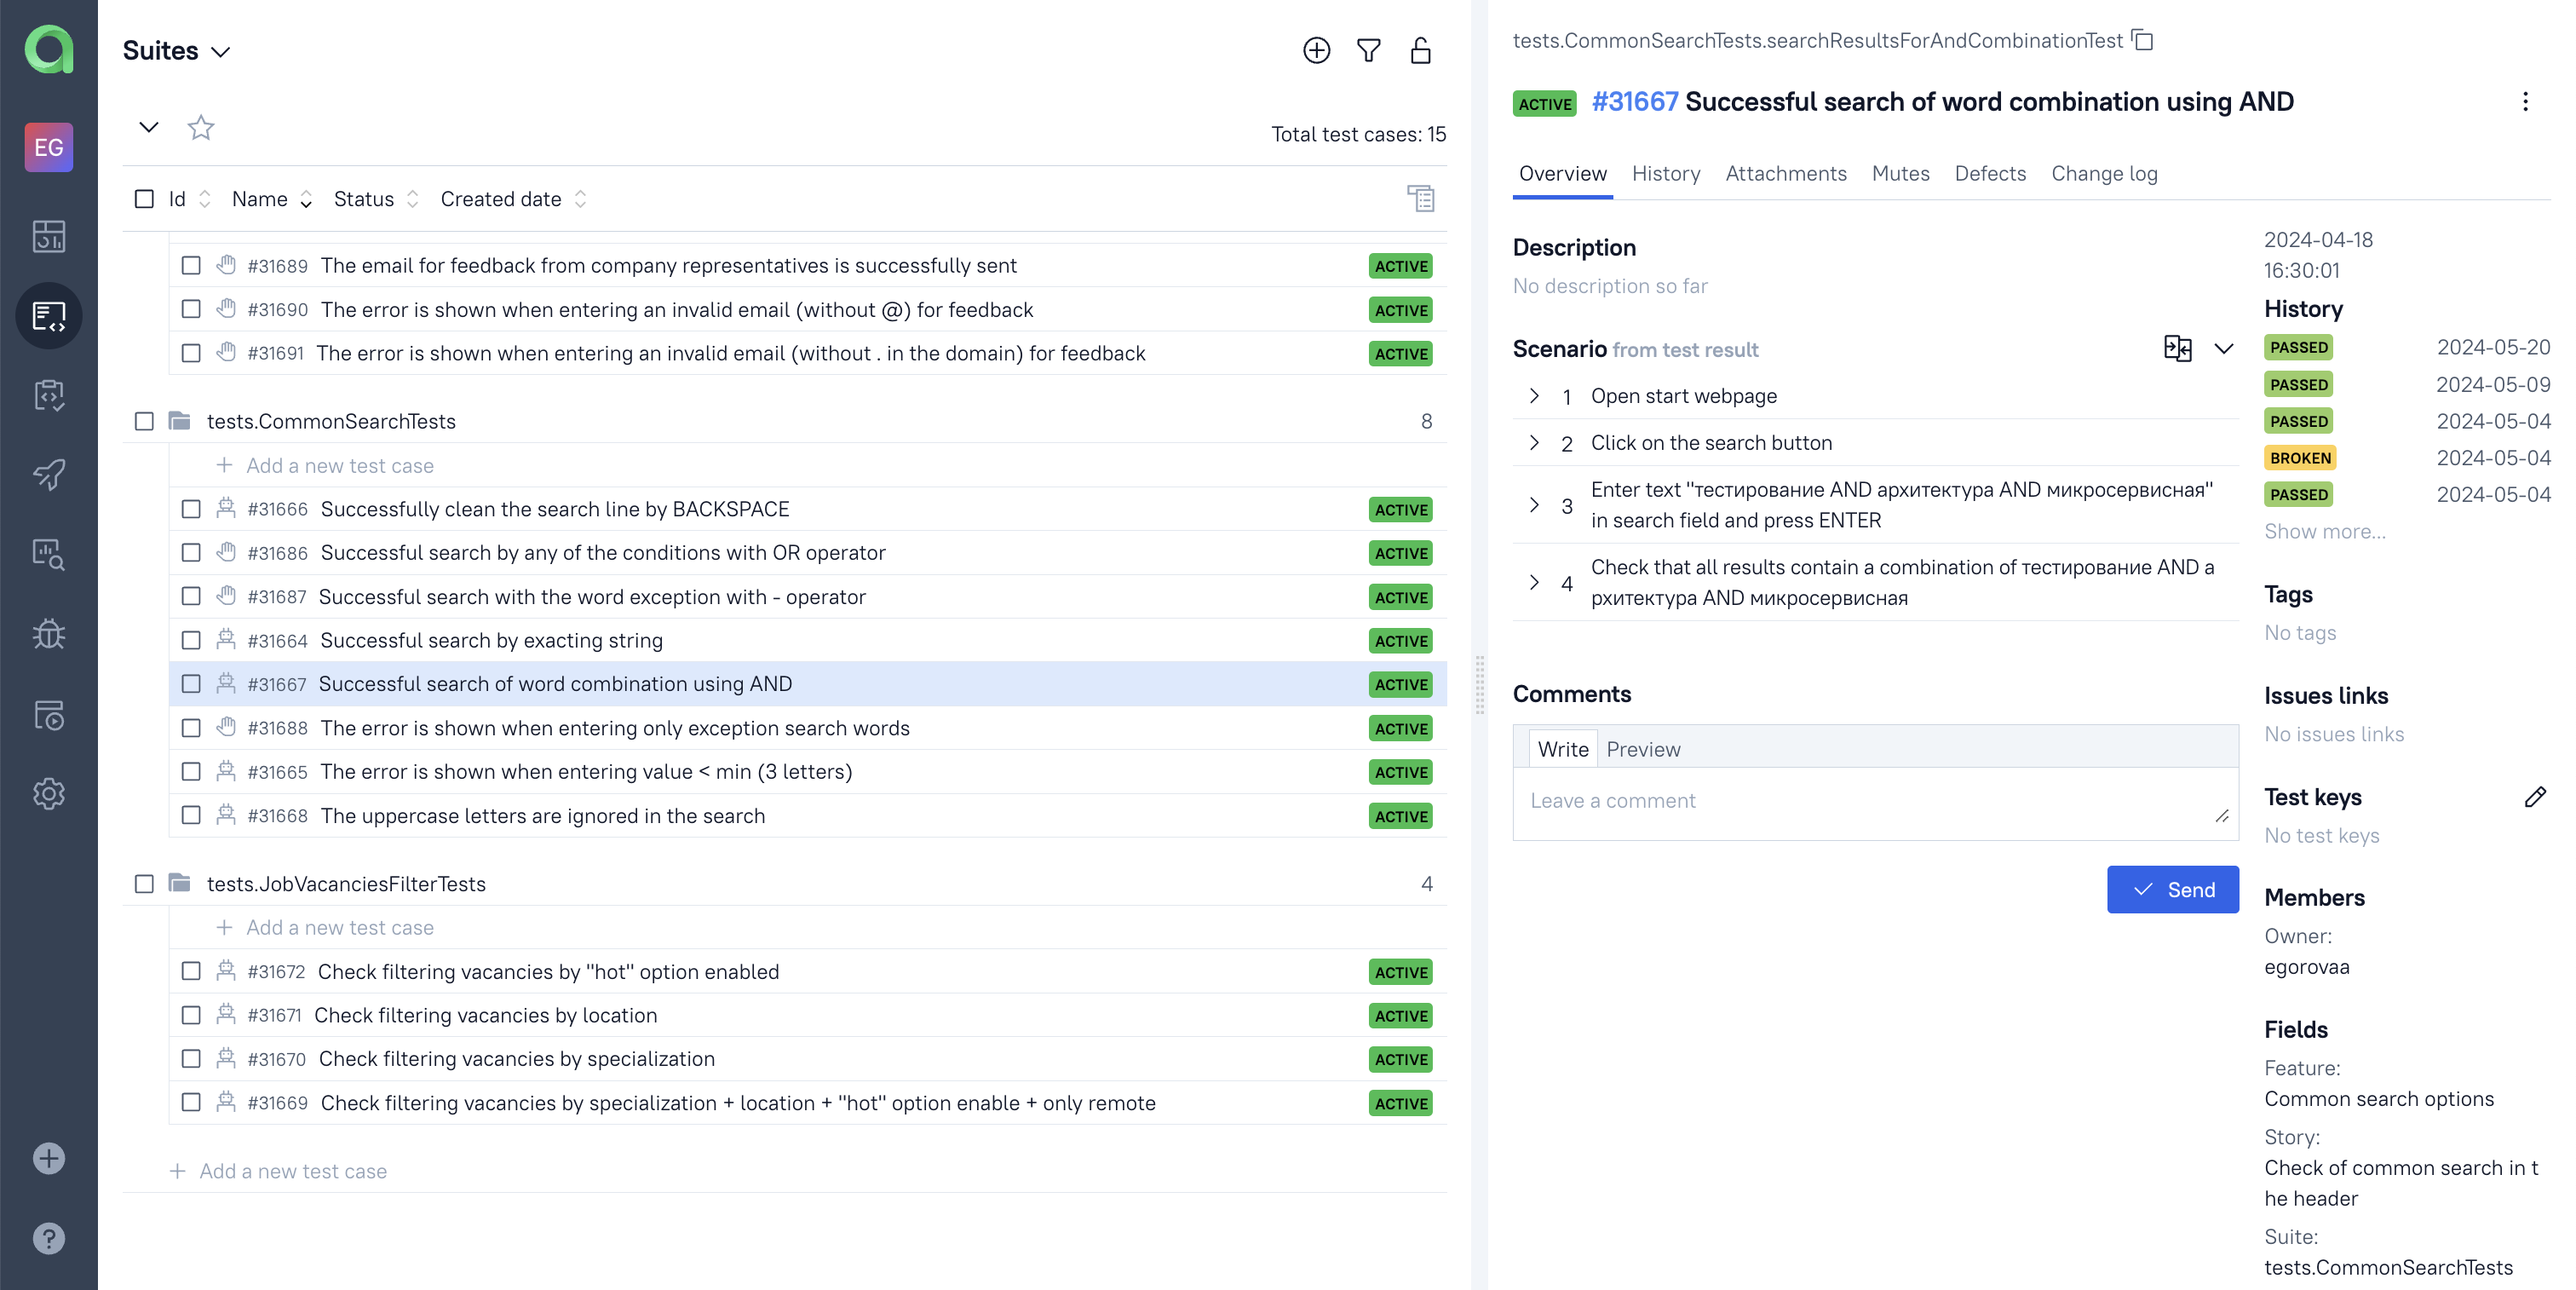 EG
Suites
Total test cases: 15
Id Name Status Created date
#31689 The email for feedback from company representatives is successfully sent ACTIVE
#31690 The error is shown when entering an invalid email (without @) for feedback ACTIVE
#31691 The error is shown when entering an invalid email (without . in the domain) for feedback ACTIVE
tests.CommonSearchTests 8
Add a new test case
#31666 Successfully clean the search line by BACKSPACE ACTIVE
#31686 Successful search by any of the conditions with OR operator ACTIVE
#31687 Successful search with the word exception with - operator ACTIVE
#31664 Successful search by exacting string ACTIVE
#31667 Successful search of word combination using AND ACTIVE
#31688 The error is shown when entering only exception search words ACTIVE
#31665 The error is shown when entering value < min (3 letters) ACTIVE
#31668 The uppercase letters are ignored in the search ACTIVE
tests.JobVacanciesFilterTests 4
Add a new test case
#31672 Check filtering vacancies by "hot" option enabled ACTIVE
#31671 Check filtering vacancies by location ACTIVE
#31670 Check filtering vacancies by specialization ACTIVE
#31669 Check filtering vacancies by specialization + location + "hot" option enable + only remote ACTIVE
Add a new test case
tests.CommonSearchTests.searchResultsForAndCombinationTest
ACTIVE #31667 Successful search of word combination using AND
Overview History Attachments Mutes Defects Change log
Description
No description so far
Scenario from test result
1 Open start webpage
2 Click on the search button
3 Enter text "тестирование AND архитектура AND микросервисная"
in search field and press ENTER
4 Check that all results contain a combination of тестирование AND а
рхитектура AND микросервисная
Comments
Write Preview
Leave a comment
Send
2024-04-18
16:30:01
History
PASSED 2024-05-20
PASSED 2024-05-09
PASSED 2024-05-04
BROKEN 2024-05-04
PASSED 2024-05-04
Show more...
Tags
No tags
Issues links
No issues links
Test keys
No test keys
Members
Owner:
egorovaa
Fields
Feature:
Common search options
Story:
Check of common search in t
he header
Suite:
tests.CommonSearchTests